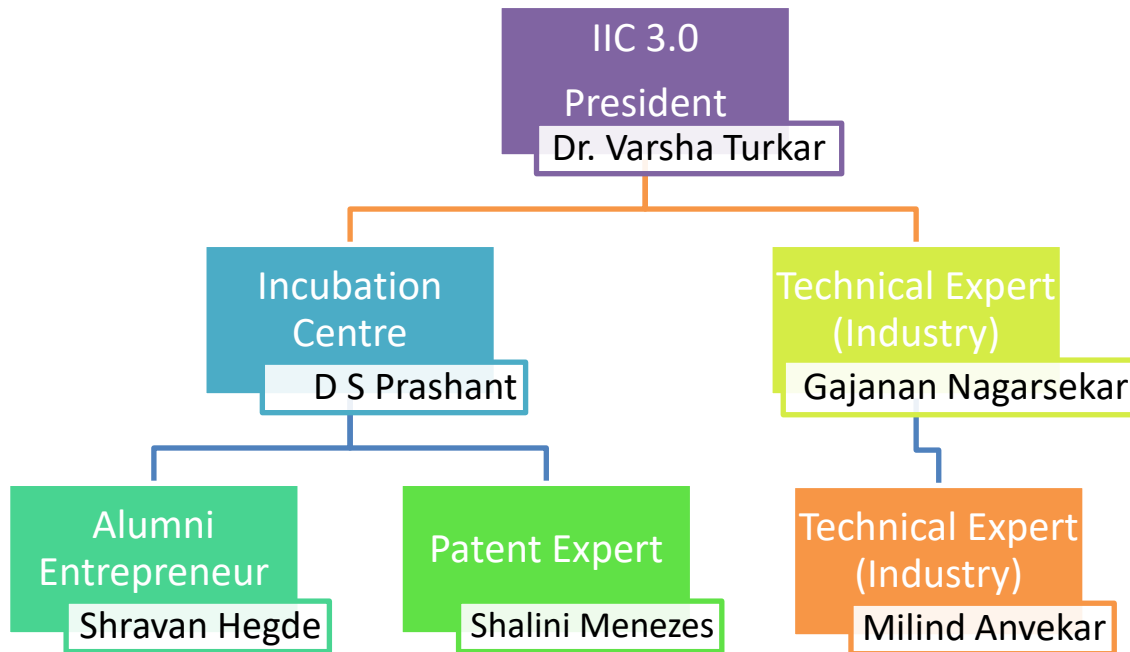 IIC 3.0
President
Dr. Varsha Turkar
Incubation
Centre
D S Prashant
Technical Expert
(Industry)
Gajanan Nagarsekar
Alumni
Entrepreneur
Shravan Hegde
Patent Expert
Shalini Menezes
Technical Expert
(Industry)
Milind Anvekar